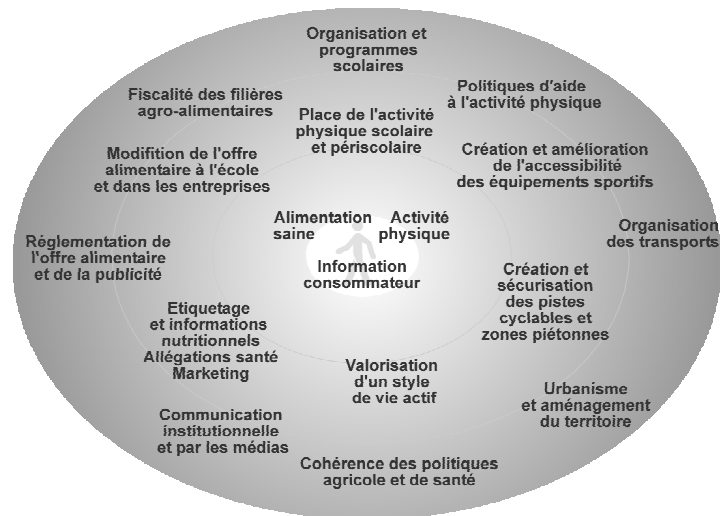 Organisation et
programmes
scolaires
Politiques d'aide
à l'activité physique
Fiscalité des filières
agro-alimentaires
Place de l'activité
physique scolaire
et périscolaire
Modifition de l'offre
alimentaire à l'école
et dans les entreprises
Création et amélioration
de l'accessibilité
des équipements sportifs
Alimentation
saine
Activité
physique
Organisation
des transports
Réglementation de
l'offre alimentaire
et de la publicité
Information
consommateur
Création et
sécurisation
des pistes
cyclables et
zones piétonnes
Etiquetage
et informations
nutritionnels
Allégations santé
Marketing
Valorisation
d'un style
de vie actif
Urbanisme
et aménagement
du territoire
Communication
institutionnelle
et par les médias
Cohérence des politiques
agricole et de santé